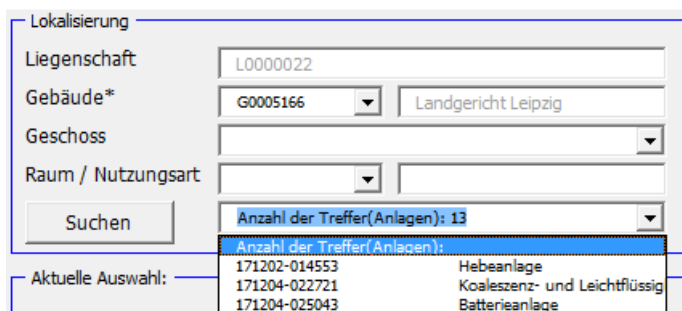 Lokalisierung
Liegenschaft L0000022
Gebäude* G0005166 Landgericht Leipzig
Geschoss
Raum / Nutzungsart
Suchen Anzahl der Treffer(Anlagen): 13
Anzahl der Treffer(Anlagen):
171202-014553 Hebeanlage
Aktuelle Auswahl: 171204-022721 Koaleszenz- und Leichtflüssig
171204-025043 Batterieanlage